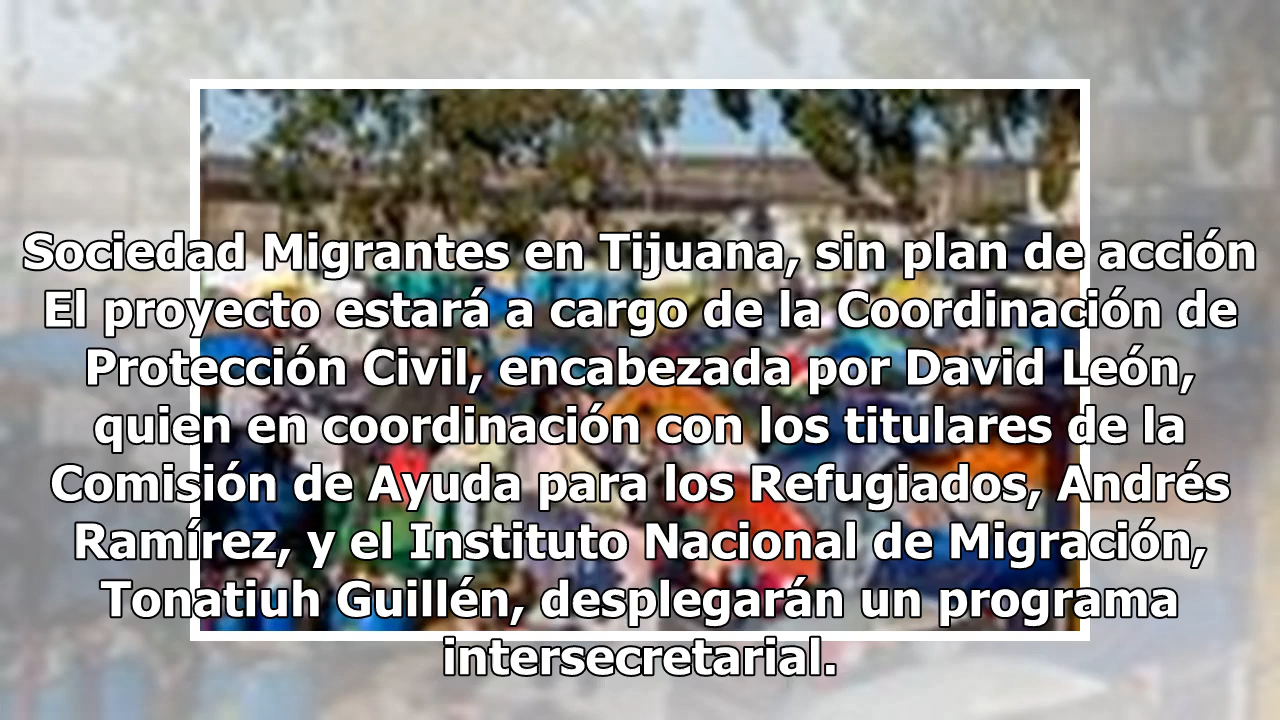 Sociedad Migrantes en Tijuana, sin plan de acción
El proyecto estará a cargo de la Coordinación de
Protección Civil, encabezada por David León,
quien en coordinación con los titulares de la
Comisión de Ayuda para los Refugiados, Andrés
Ramírez, y el Instituto Nacional de Migración,
Tonatiuh Guillén, desplegarán un programa
intersecretarial.